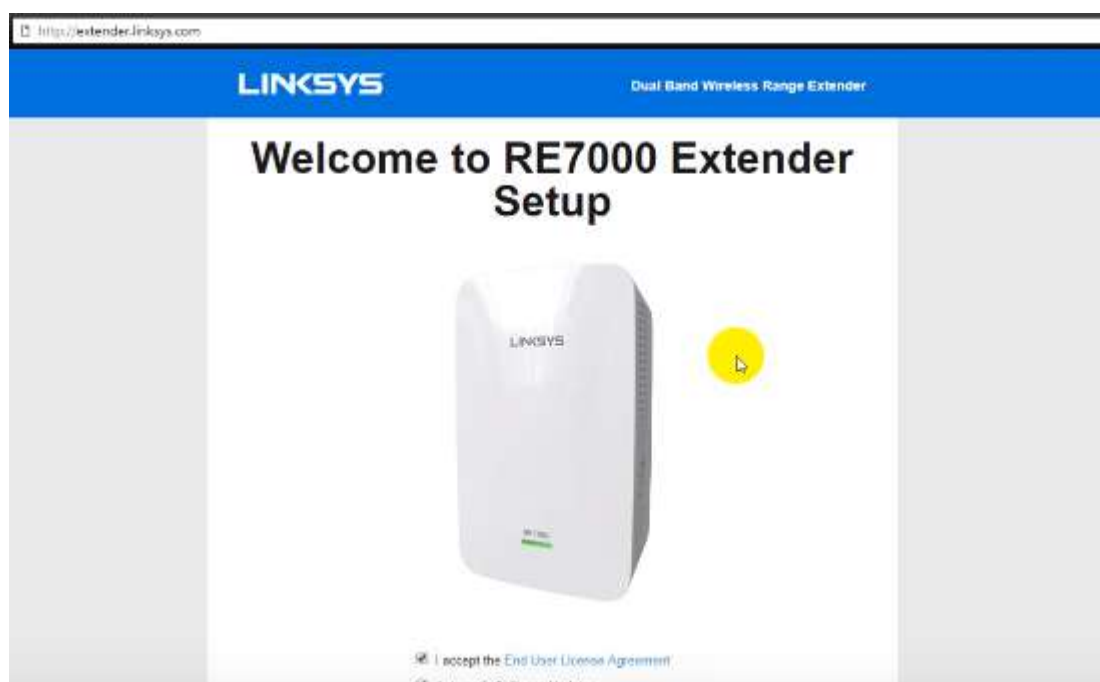 http://extender.linksys.com
LINKSYS
Dual Band Wireless Range Extender
Welcome to RE7000 Extender
Setup
LINKSYS
I accept the End User License Agreement